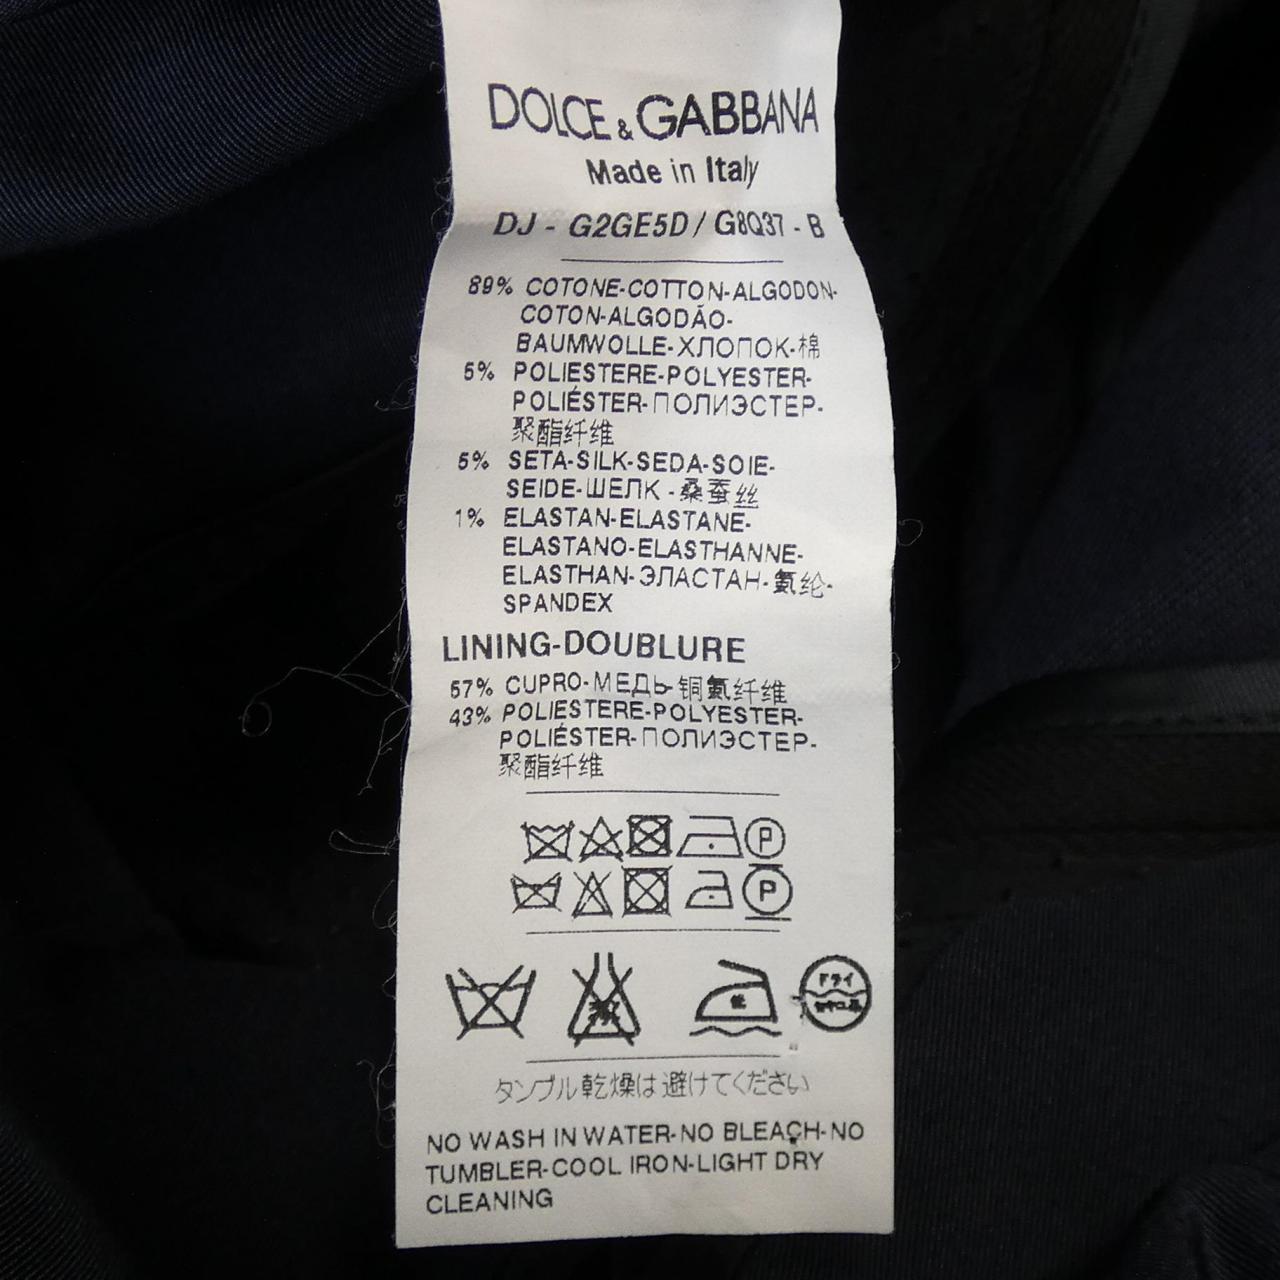 DOLCE & GABBANA
Made in Italy
DJ - G2GE5D / G8Q37 - B
89% COTONE-COTTON-ALGODON-
COTON-ALGODÃO-
BAUMWOLLE-ХЛОПОК-棉
5% POLIESTERE-POLYESTER-
POLIÉSTER-ПОЛИЭСТЕР-
聚酯纤维
5% SETA-SILK-SEDA-SOIE-
SEIDE-ШЕЛК-桑蚕丝
1% ELASTAN-ELASTANE-
ELASTANO-ELASTHANNE-
ELASTHAN-ЭЛАСТАН-氨纶-
SPANDEX
LINING-DOUBLURE
57% CUPRO-МЕДЬ-铜氨纤维
43% POLIESTERE-POLYESTER-
POLIÉSTER-ПОЛИЭСТЕР-
聚酯纤维
P
P
低
ドライ
タンブル乾燥は避けてください
NO WASH IN WATER-NO BLEACH-NO
TUMBLER-COOL IRON-LIGHT DRY
CLEANING